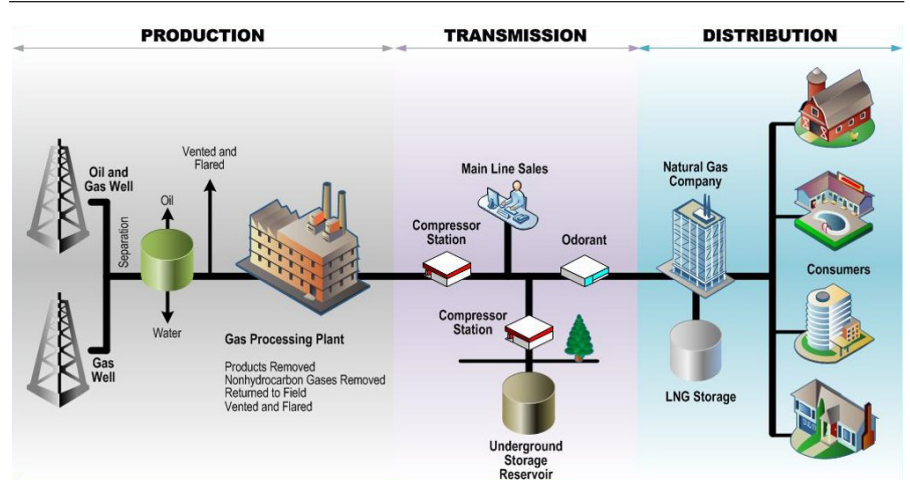 PRODUCTION
TRANSMISSION
DISTRIBUTION
Oil and
Gas Well
Separation
Oil
Vented and
Flared
Water
Gas
Well
Gas Processing Plant
Products Removed
Nonhydrocarbon Gases Removed
Returned to Field
Vented and Flared
Main Line Sales
Compressor
Station
Odorant
Compressor
Station
Underground
Storage
Reservoir
Natural Gas
Company
LNG Storage
Consumers